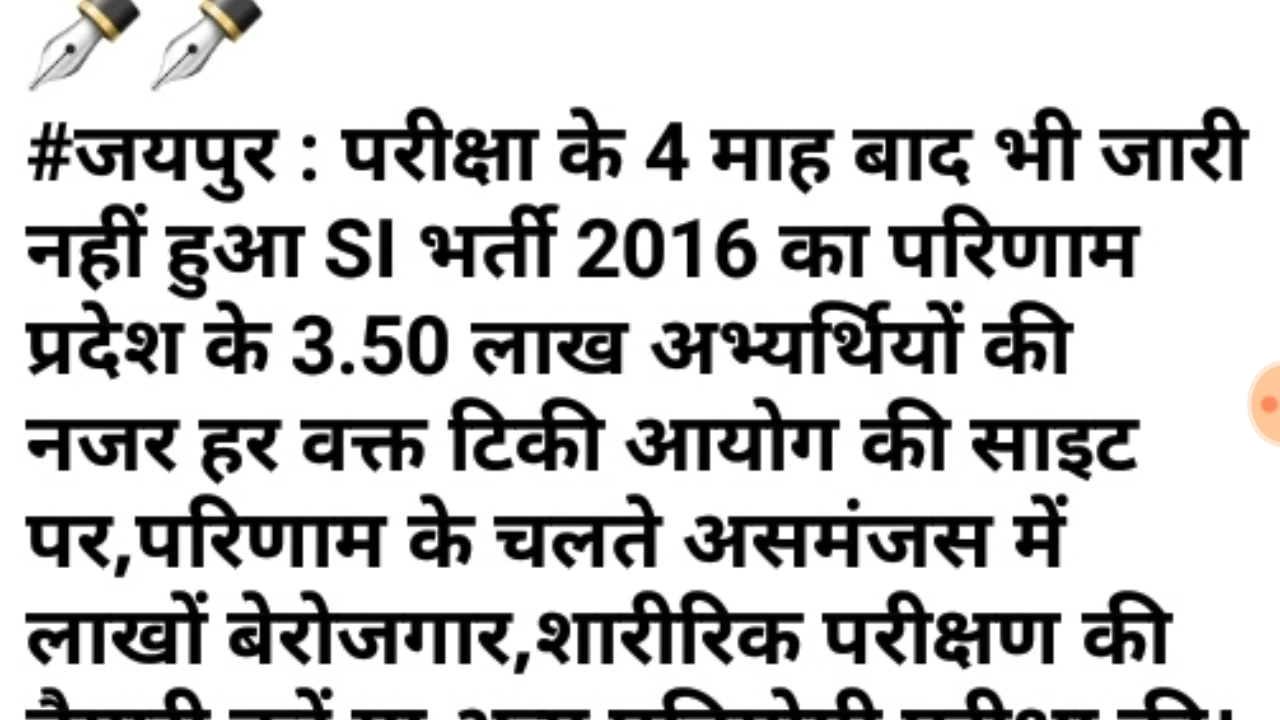 #जयपुर : परीक्षा के 4 माह बाद भी जारी
नहीं हुआ SI भर्ती 2016 का परिणाम
प्रदेश के 3.50 लाख अभ्यर्थियों की
नजर हर वक्त टिकी आयोग की साइट
पर,परिणाम के चलते असमंजस में
लाखों बेरोजगार,शारीरिक परीक्षण की